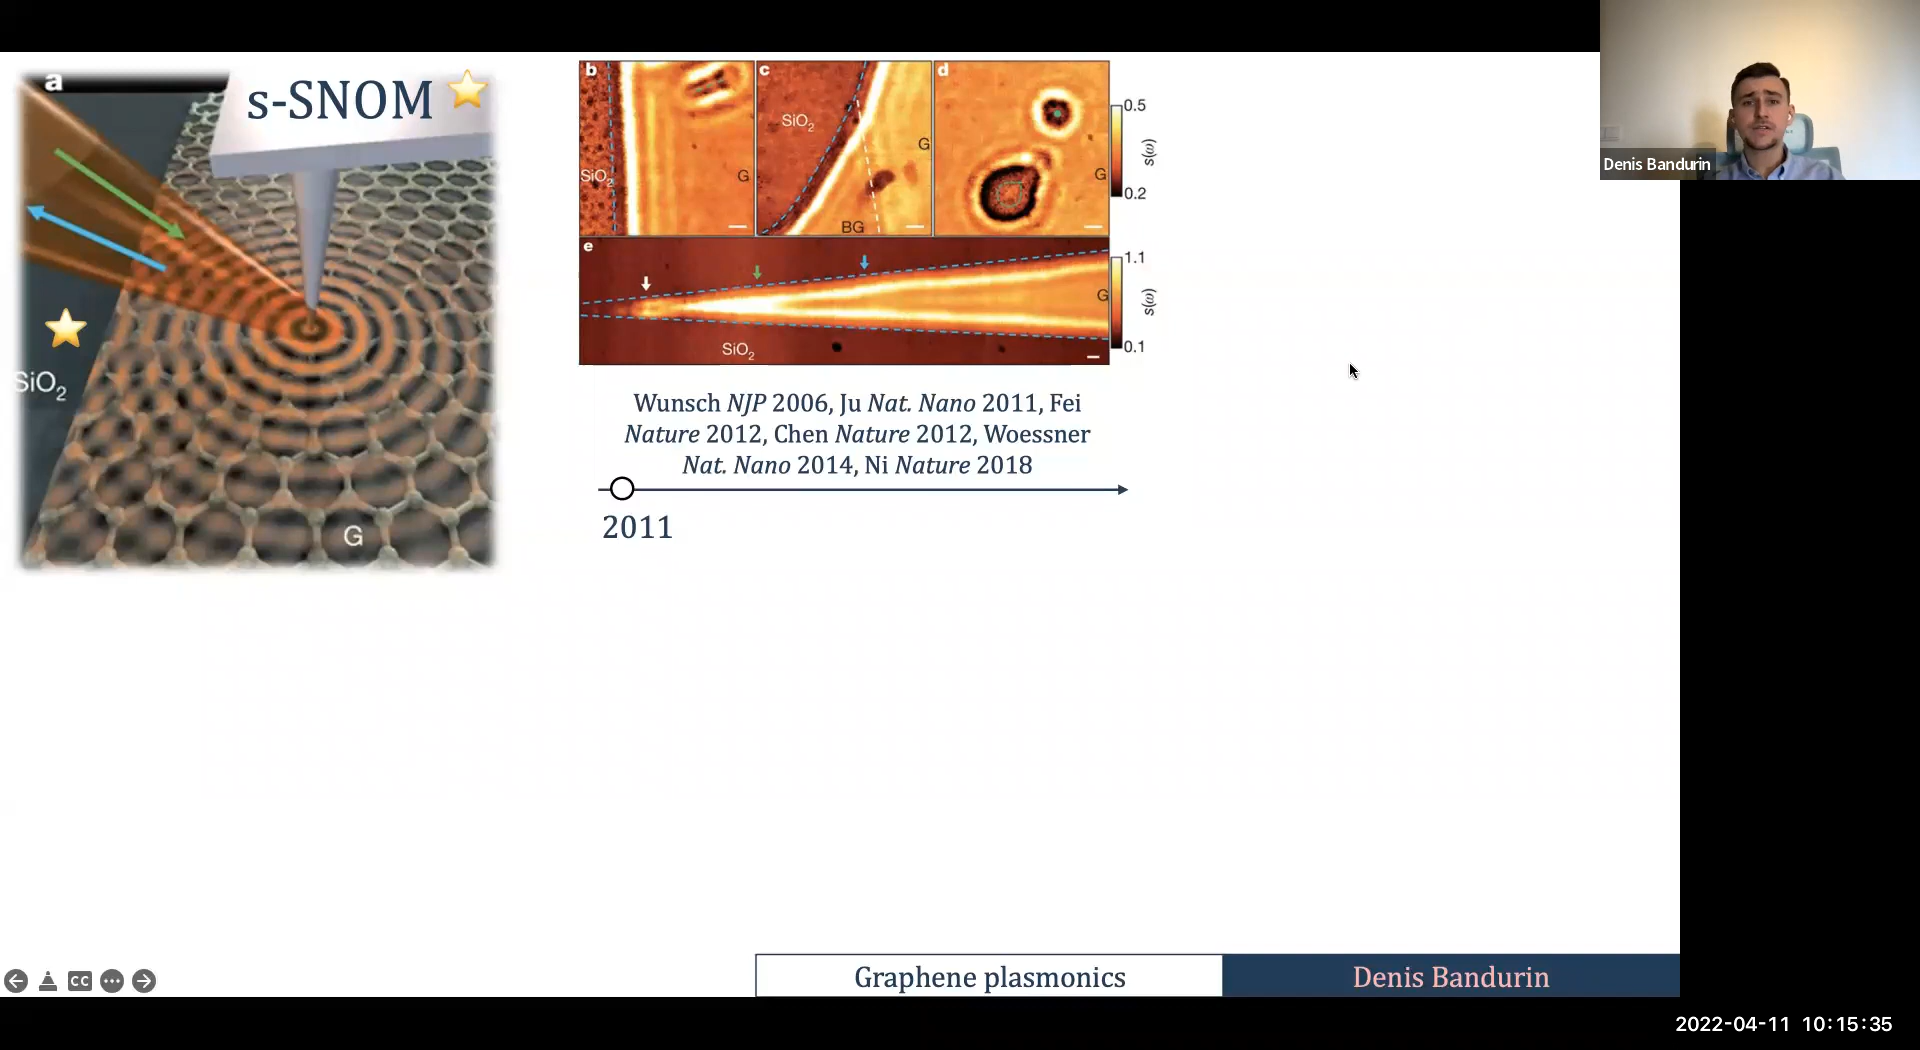 a
s-SNOM
SiO2
G
b
SiO2
G
c
SiO2
G
BG
d
G
0.5
s(ω)
0.2
e
SiO2
G
1.1
s(ω)
0.1
Wunsch NJP 2006, Ju Nat. Nano 2011, Fei
Nature 2012, Chen Nature 2012, Woessner
Nat. Nano 2014, Ni Nature 2018
2011
Denis Bandurin
CC
Graphene plasmonics
Denis Bandurin
2022-04-11 10:15:35